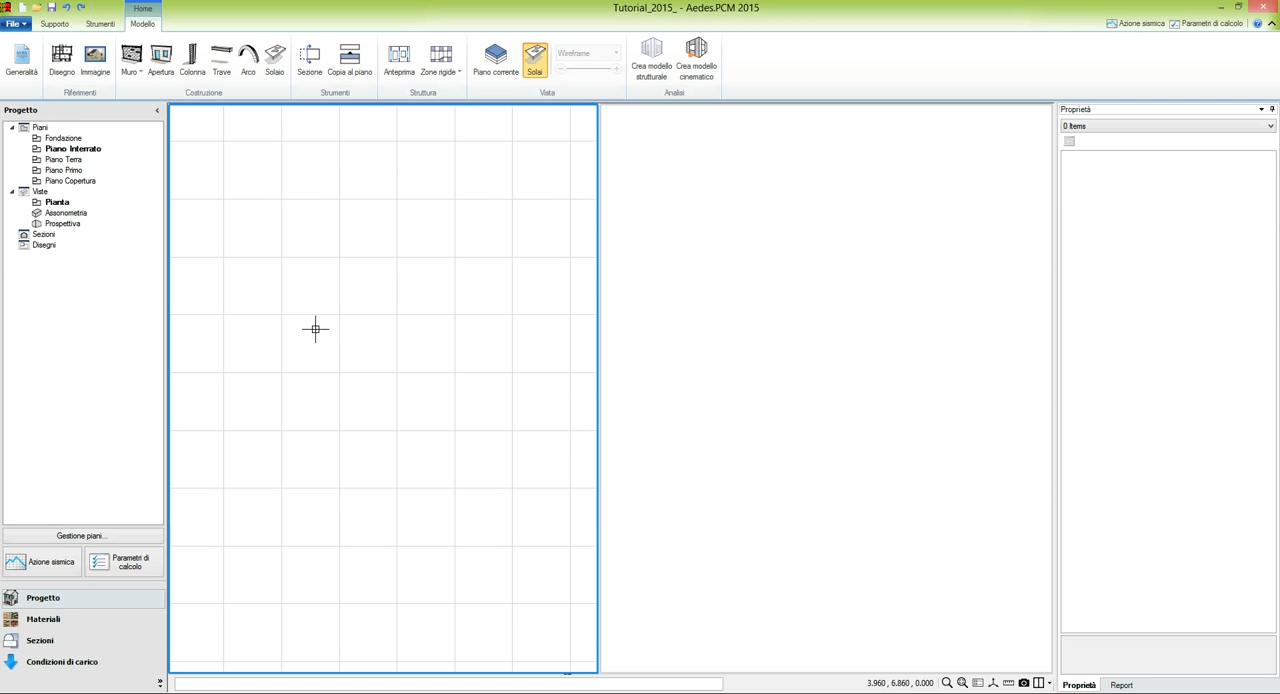 Tutorial_2015_ - Aedes.PCM 2015
File Supporto Strumenti Home Modello
Azione sismica Parametri di calcolo
Generalità Disegno Immagine Muro Apertura Colonna Trave Arco Solaio Sezione Copia al piano Anteprima Zone rigide Piano corrente Solai Wireframe Crea modello strutturale Crea modello cinematico
Riferimenti Costruzione Strumenti Struttura Vista Analisi
Progetto
Piani
Fondazione
Piano Interrato
Piano Terra
Piano Primo
Piano Copertura
Viste
Pianta
Assonometria
Prospettiva
Sezioni
Disegni
Gestione piani...
Azione sismica Parametri di calcolo
Progetto
Materiali
Sezioni
Condizioni di carico
3.960 , 6.860 , 0.000
Proprietà
0 Items
Proprietà Report